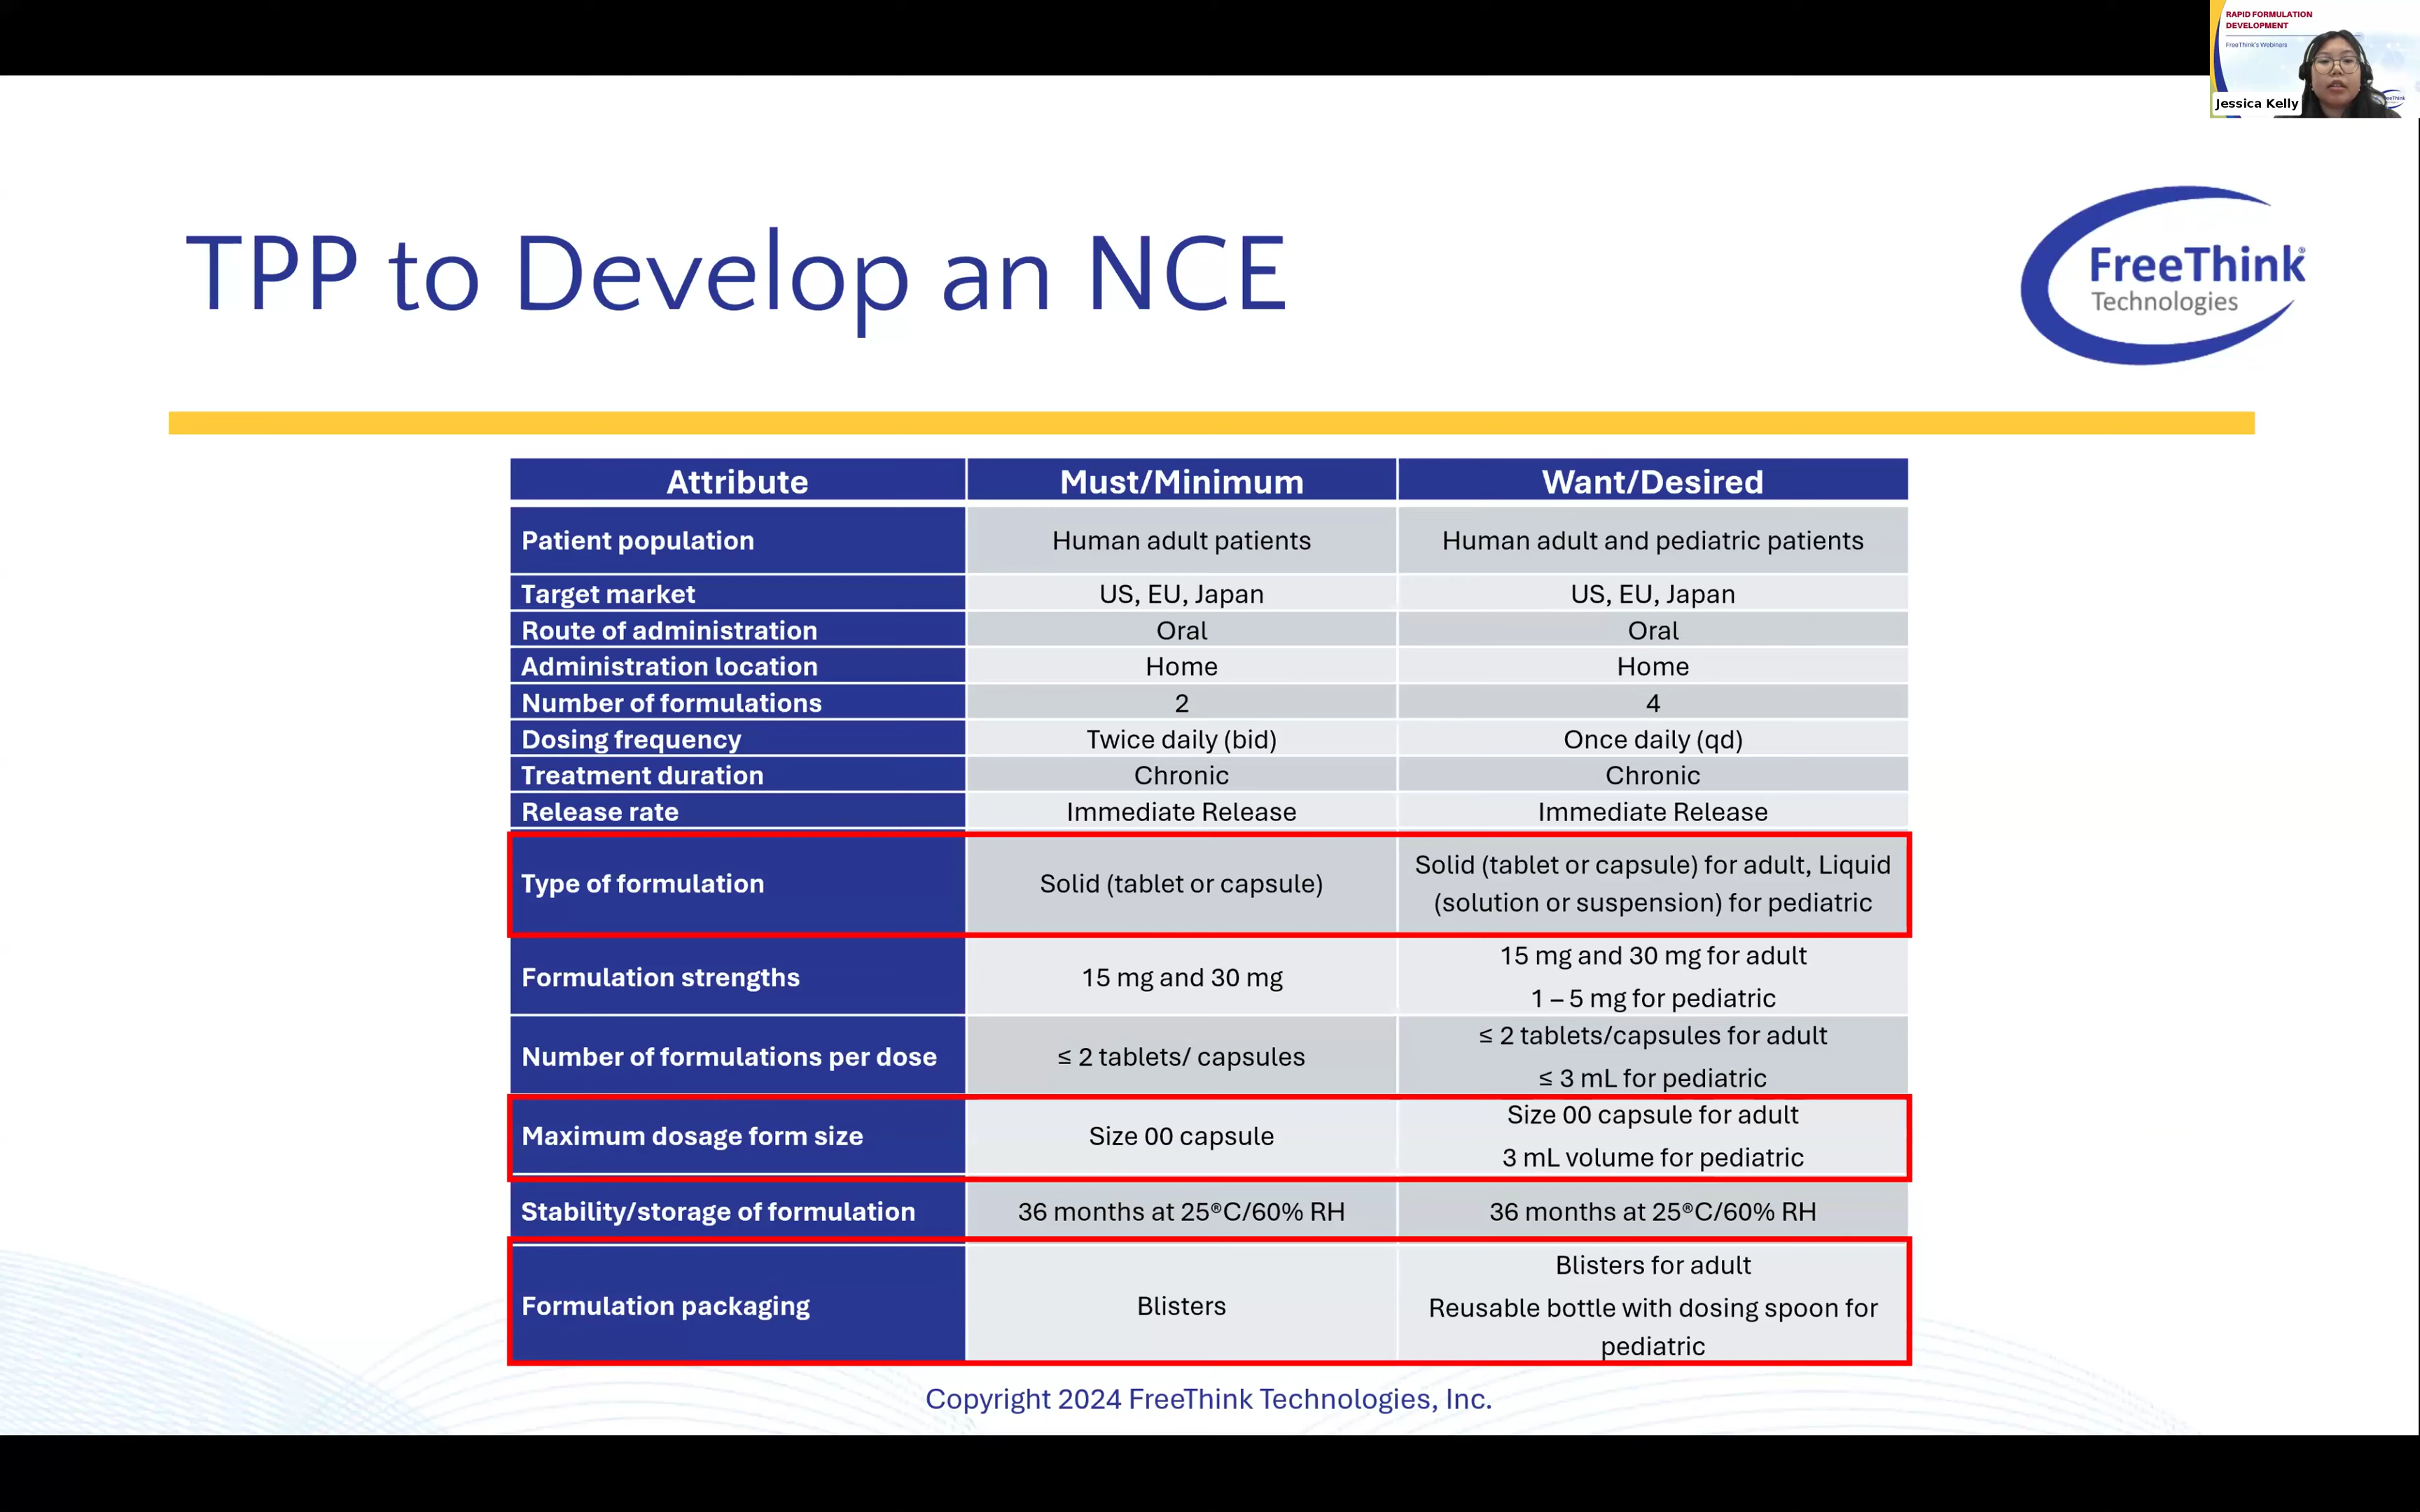 RAPID FORMULATION
DEVELOPMENT
FreeThink's Webinars
Jessica Kelly
TPP to Develop an NCE
FreeThink®
Technologies
Attribute Must/Minimum Want/Desired
Patient population Human adult patients Human adult and pediatric patients
Target market US, EU, Japan US, EU, Japan
Route of administration Oral Oral
Administration location Home Home
Number of formulations 2 4
Dosing frequency Twice daily (bid) Once daily (qd)
Treatment duration Chronic Chronic
Release rate Immediate Release Immediate Release
Type of formulation Solid (tablet or capsule) Solid (tablet or capsule) for adult, Liquid
(solution or suspension) for pediatric
Formulation strengths 15 mg and 30 mg 15 mg and 30 mg for adult
1 – 5 mg for pediatric
Number of formulations per dose ≤ 2 tablets/ capsules ≤ 2 tablets/capsules for adult
≤ 3 mL for pediatric
Maximum dosage form size Size 00 capsule Size 00 capsule for adult
3 mL volume for pediatric
Stability/storage of formulation 36 months at 25®C/60% RH 36 months at 25®C/60% RH
Formulation packaging Blisters Blisters for adult
Reusable bottle with dosing spoon for
pediatric
Copyright 2024 FreeThink Technologies, Inc.